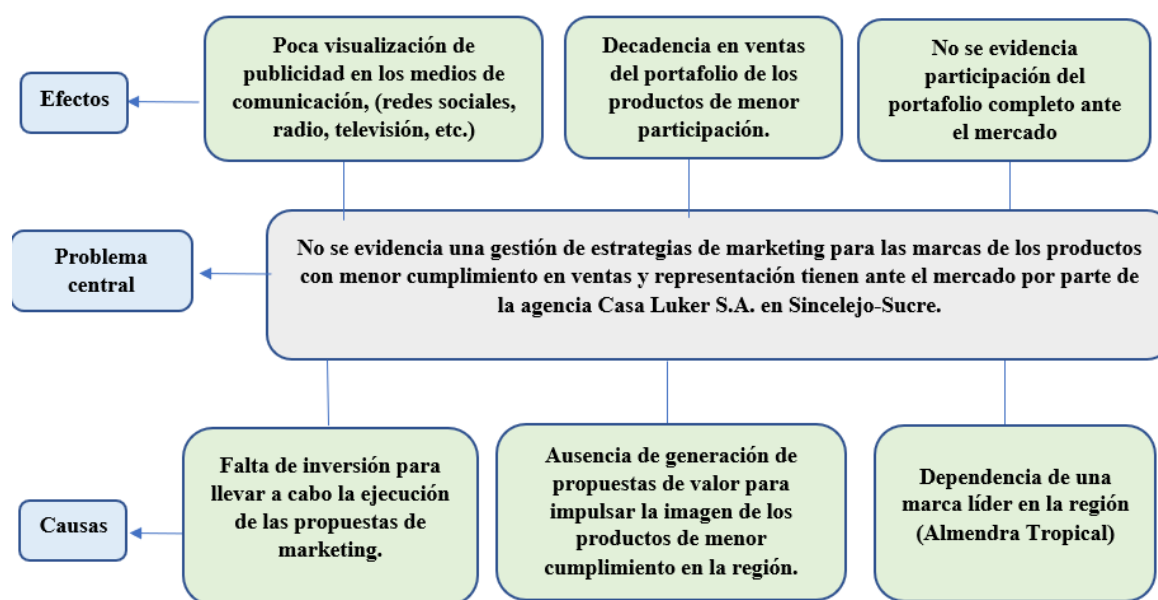 Efectos
Poca visualización de
publicidad en los medios de
comunicación, (redes sociales,
radio, televisión, etc.)
Decadencia en ventas
del portafolio de los
productos de menor
participación.
No se evidencia
participación del
portafolio completo ante
el mercado
Problema
central
No se evidencia una gestión de estrategias de marketing para las marcas de los productos
con menor cumplimiento en ventas y representación tienen ante el mercado por parte de
la agencia Casa Luker S.A. en Sincelejo-Sucre.
Causas
Falta de inversión para
llevar a cabo la ejecución
de las propuestas de
marketing.
Ausencia de generación de
propuestas de valor para
impulsar la imagen de los
productos de menor
cumplimiento en la región.
Dependencia de una
marca líder en la región
(Almendra Tropical)